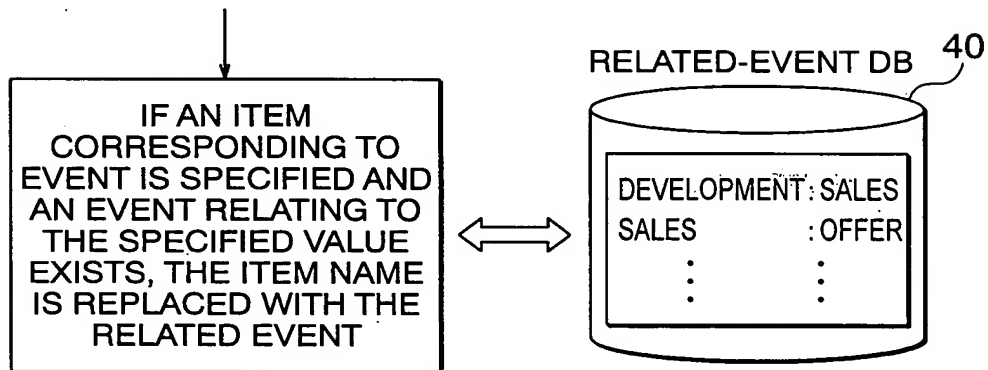 IF AN ITEM
CORRESPONDING TO
EVENT IS SPECIFIED AND
AN EVENT RELATING TO
THE SPECIFIED VALUE
EXISTS, THE ITEM NAME
IS REPLACED WITH THE
RELATED EVENT
RELATED-EVENT DB
40
DEVELOPMENT : SALES
SALES : OFFER